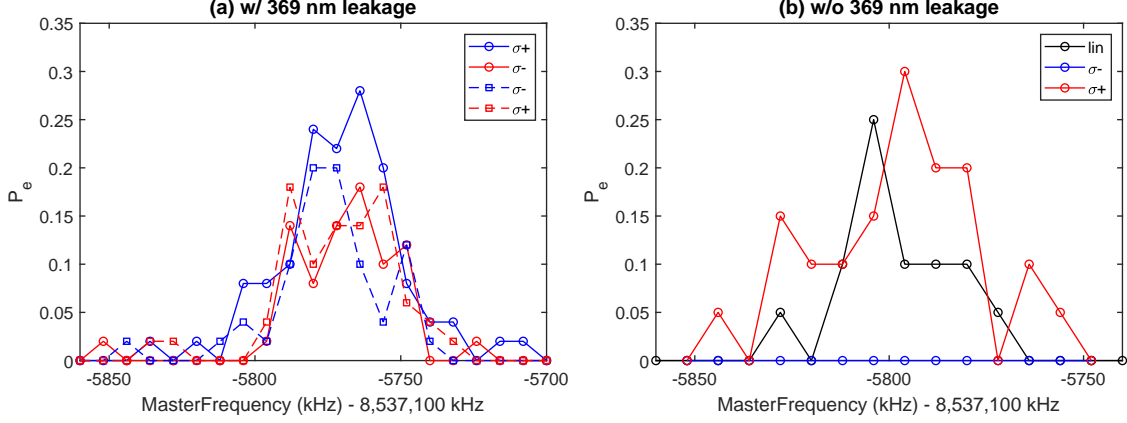 (a) w/ 369 nm leakage
0.35
0.3
0.25
0.2
0.15
0.1
0.05
0
P_e
σ+
σ-
σ-
σ+
-5850
-5800
-5750
-5700
MasterFrequency (kHz) - 8,537,100 kHz
(b) w/o 369 nm leakage
0.35
0.3
0.25
0.2
0.15
0.1
0.05
0
P_e
lin
σ-
σ+
-5850
-5800
-5750
MasterFrequency (kHz) - 8,537,100 kHz